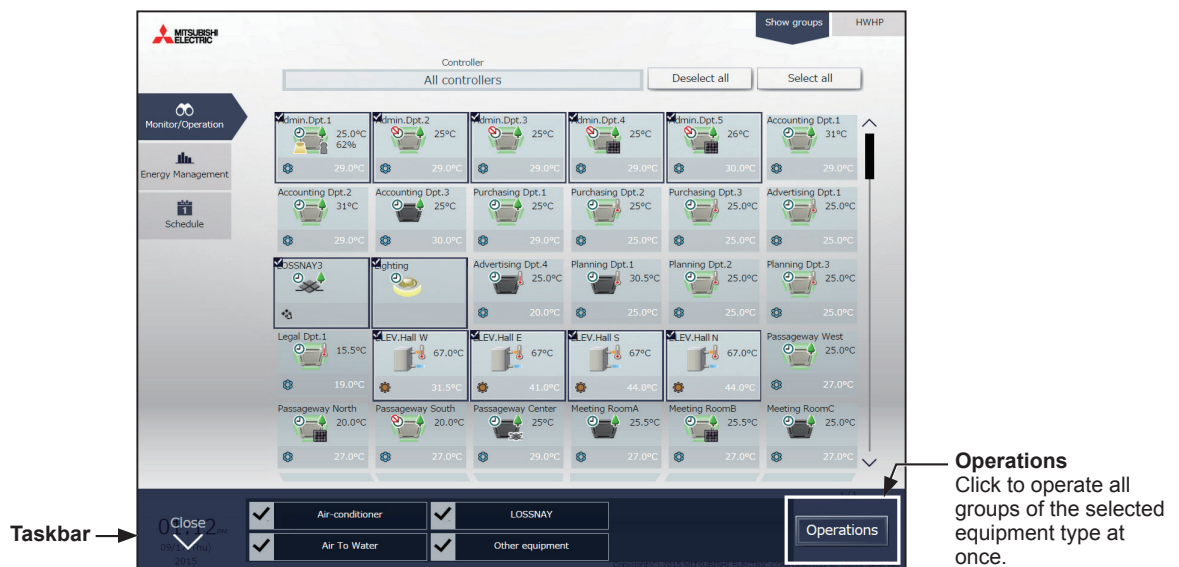 MITSUBISHI
ELECTRIC
Show groups
HWHP
Controller
All controllers
Deselect all
Select all
Monitor/Operation
Energy Management
Schedule
dmin.Dpt.1
25.0°C
62%
29.0°C
dmin.Dpt.2
25°C
29.0°C
dmin.Dpt.3
25°C
29.0°C
dmin.Dpt.4
25°C
29.0°C
dmin.Dpt.5
26°C
30.0°C
Accounting Dpt.1
31°C
29.0°C
Accounting Dpt.2
31°C
29.0°C
Accounting Dpt.3
25°C
30.0°C
Purchasing Dpt.1
25°C
29.0°C
Purchasing Dpt.2
25°C
25.0°C
Purchasing Dpt.3
25.0°C
25.0°C
Advertising Dpt.1
25.0°C
25.0°C
OSSNAY3
ighting
Advertising Dpt.4
25.0°C
20.0°C
Planning Dpt.1
30.5°C
25.0°C
Planning Dpt.2
25.0°C
25.0°C
Planning Dpt.3
25.0°C
25.0°C
Legal Dpt.1
15.5°C
19.0°C
LEV.Hall W
67.0°C
31.5°C
LEV.Hall E
67°C
41.0°C
LEV.Hall S
67°C
44.0°C
LEV.Hall N
67.0°C
44.0°C
Passageway West
25.0°C
27.0°C
Passageway North
20.0°C
27.0°C
Passageway South
20.0°C
27.0°C
Passageway Center
25°C
29.0°C
Meeting RoomA
25.5°C
27.0°C
Meeting RoomB
25.5°C
27.0°C
Meeting RoomC
25.0°C
27.0°C
Close
2015
Air-conditioner
LOSSNAY
Air To Water
Other equipment
Operations
Taskbar
Operations
Click to operate all
groups of the selected
equipment type at
once.